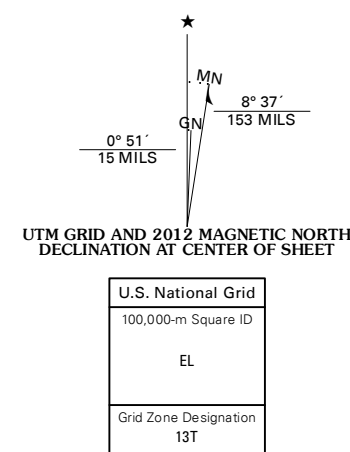 ★
MN
8° 37´
153 MILS
GN
0° 51´
15 MILS
UTM GRID AND 2012 MAGNETIC NORTH
DECLINATION AT CENTER OF SHEET
U.S. National Grid
100,000-m Square ID
EL
Grid Zone Designation
13T